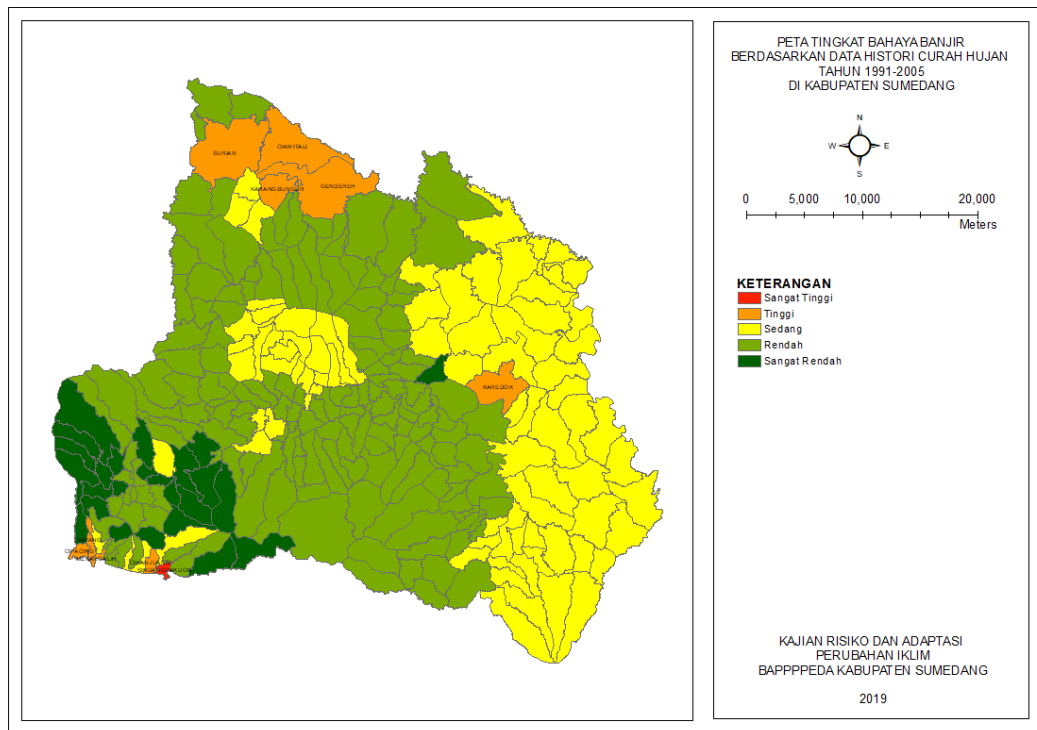 PETA TINGKAT BAHAYA BANJIR
BERDASARKAN DATA HISTORI CURAH HUJAN
TAHUN 1991-2005
DI KABUPATEN SUMEDANG
N
W E
S
0 5,000 10,000 20,000
Meters
KETERANGAN
Sangat Tinggi
Tinggi
Sedang
Rendah
Sangat Rendah
KAJIAN RISIKO DAN ADAPTASI
PERUBAHAN IKLIM
BAPPPPEDA KABUPATEN SUMEDANG
2019
SURIAN
CIAWITALI
KARANGBUNGUR
GENDEREH
KAREDOK